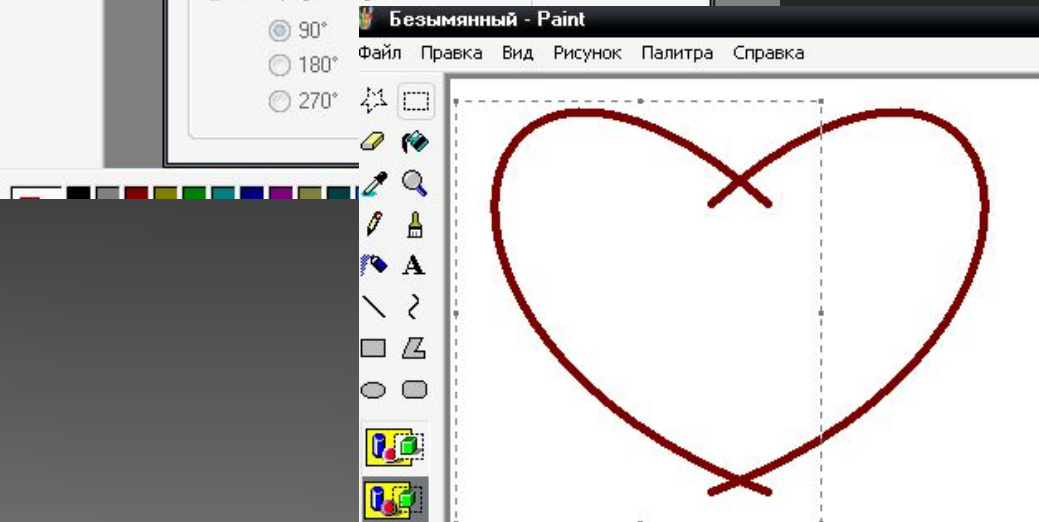 90°
180°
270°
Безымянный - Paint
Файл Правка Вид Рисунок Палитра Справка
A